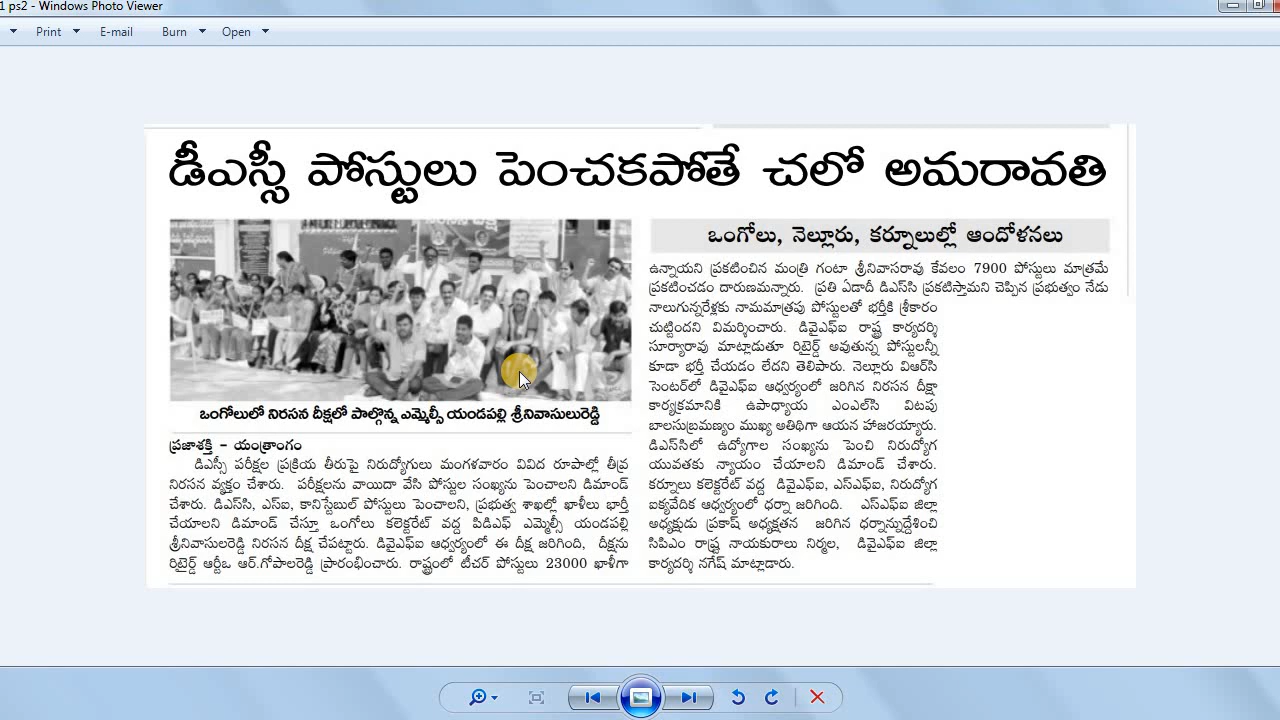 1 ps2 - Windows Photo Viewer
Print E-mail Burn Open
డీఎస్సీ పోస్టులు పెంచకపోతే చలో అమరావతి
ఒంగోలులో నిరసన దీక్షలో పాల్గొన్న ఎమ్మెల్సీ యండపల్లి శ్రీనివాసులురెడ్డి
ప్రజాశక్తి - యంత్రాంగం
డిఎస్సీ పరీక్షల ప్రక్రియ తీరుపై నిరుద్యోగులు మంగళవారం వివిద రూపాల్లో తీవ్ర
నిరసన వ్యక్తం చేశారు. పరీక్షలను వాయిదా వేసి పోస్టుల సంఖ్యను పెంచాలని డిమాండ్
చేశారు. డిఎస్‌సి, ఎస్‌ఐ, కానిస్టేబుల్ పోస్టులు పెంచాలని, ప్రభుత్వ శాఖల్లో ఖాళీలు భార్తీ
చేయాలని డిమాండ్ చేస్తూ ఒంగోలు కలెక్టరేట్ వద్ద పిడిఎఫ్ ఎమ్మెల్సీ యండపల్లి
శ్రీనివాసులరెడ్డి నిరసన దీక్ష చేపట్టారు. డివైఎఫ్ఐ ఆధ్వర్యంలో ఈ దీక్ష జరిగింది, దీక్షను
రిటైర్డ్ ఆర్టీఒ ఆర్.గోపాలరెడ్డి ప్రారంభించారు. రాష్ట్రంలో టీచర్ పోస్టులు 23000 ఖాళీగా
ఒంగోలు, నెల్లూరు, కర్నూలుల్లో ఆందోళనలు
ఉన్నాయని ప్రకటించిన మంత్రి గంటా శ్రీనివాసరావు కేవలం 7900 పోస్టులు మాత్రమే
ప్రకటించడం దారుణమన్నారు. ప్రతి ఏడాదీ డిఎస్‌సి ప్రకటిస్తామని చెప్పిన ప్రభుత్వం నేడు
నాలుగున్నరేళ్లకు నామమాత్రపు పోస్టులతో భర్తీకి శ్రీకారం
చుట్టిందని విమర్శించారు. డివైఎఫ్ఐ రాష్ట్ర కార్యదర్శి
సూర్యారావు మాట్లాడుతూ రిటైర్డ్ అవుతున్న పోస్టులన్నీ
కూడా భర్తీ చేయడం లేదని తెలిపారు. నెల్లూరు విఆర్‌సి
సెంటర్‌లో డివైఎఫ్ఐ ఆధ్వర్యంలో జరిగిన నిరసన దీక్షా
కార్యక్రమానికి ఉపాధ్యాయ ఎంఎల్‌సి విటపు
బాలసుబ్రమణ్యం ముఖ్య అతిథిగా ఆయన హాజరయ్యారు.
డిఎస్‌సిలో ఉద్యోగాల సంఖ్యను పెంచి నిరుద్యోగ
యువతకు న్యాయం చేయాలని డిమాండ్ చేశారు.
కర్నూలు కలెక్టరేట్ వద్ద డివైఎఫ్ఐ, ఎస్ఎఫ్ఐ, నిరుద్యోగ
ఐక్యవేదిక ఆధ్వర్యంలో ధర్నా జరిగింది. ఎస్ఎఫ్ఐ జిల్లా
అధ్యక్షుడు ప్రకాష్ అధ్యక్షతన జరిగిన ధర్నానుద్దేశించి
సిపిఎం రాష్ట్ర నాయకురాలు నిర్మల, డివైఎఫ్ఐ జిల్లా
కార్యదర్శి నగేష్ మాట్లాడారు.